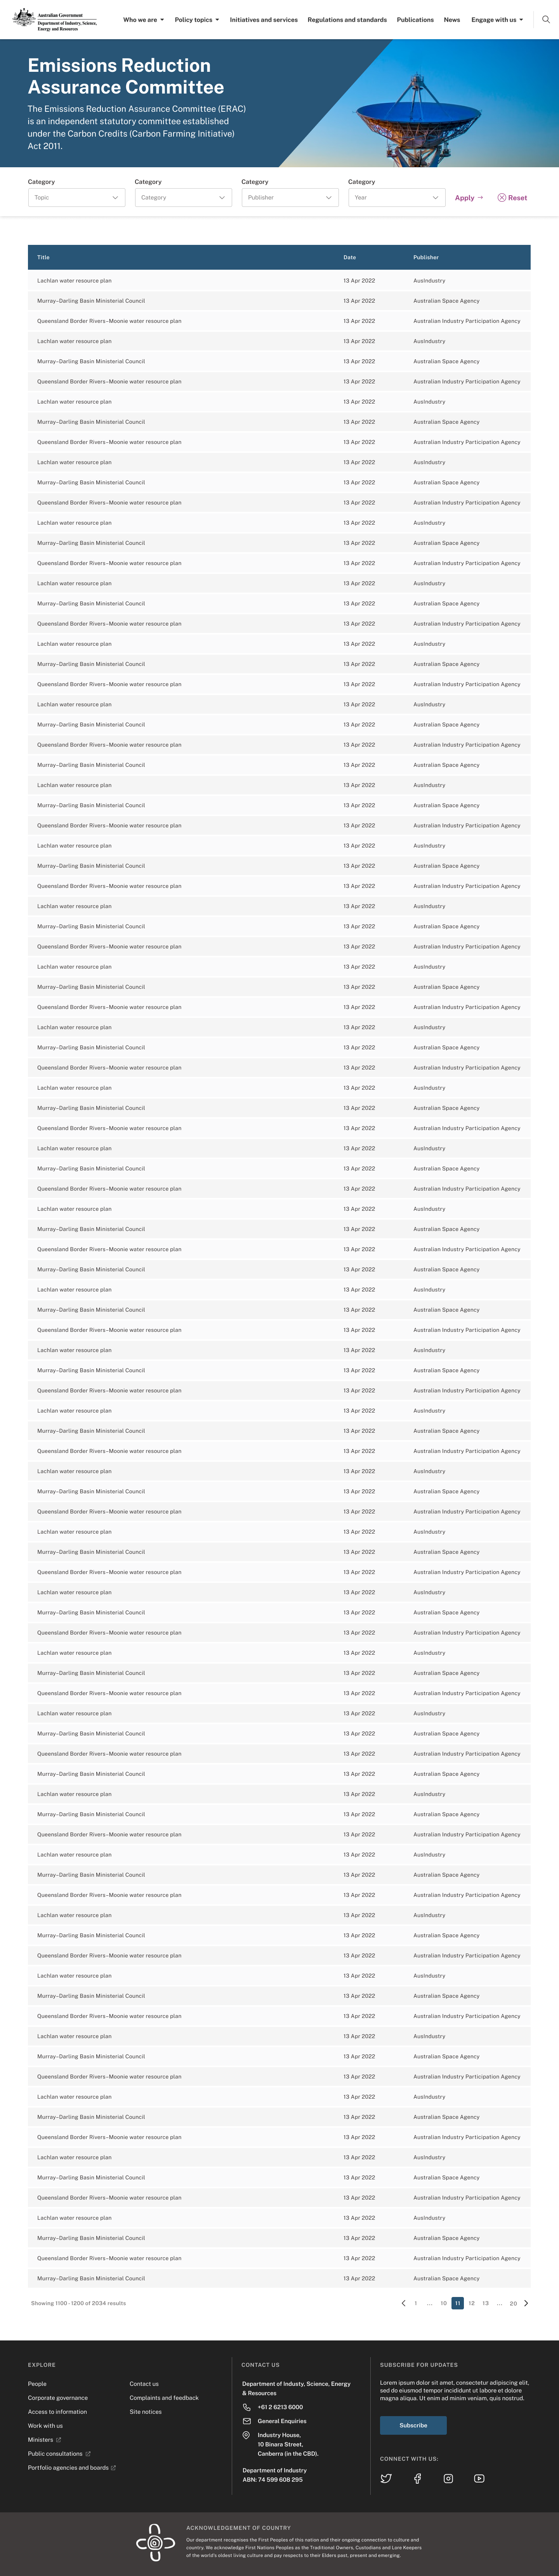 Australian Government
Department of Industry, Science,
Energy and Resources
Who we are Policy topics Initiatives and services Regulations and standards Publications News Engage with us
Emissions Reduction
Assurance Committee
The Emissions Reduction Assurance Committee (ERAC)
is an independent statutory committee established
under the Carbon Credits (Carbon Farming Initiative)
Act 2011.
Category Category Category Category
Topic Category Publisher Year Apply Reset
Title Date Publisher
Lachlan water resource plan 13 Apr 2022 AusIndustry
Murray–Darling Basin Ministerial Council 13 Apr 2022 Australian Space Agency
Queensland Border Rivers–Moonie water resource plan 13 Apr 2022 Australian Industry Participation Agency
Lachlan water resource plan 13 Apr 2022 AusIndustry
Murray–Darling Basin Ministerial Council 13 Apr 2022 Australian Space Agency
Queensland Border Rivers–Moonie water resource plan 13 Apr 2022 Australian Industry Participation Agency
Lachlan water resource plan 13 Apr 2022 AusIndustry
Murray–Darling Basin Ministerial Council 13 Apr 2022 Australian Space Agency
Queensland Border Rivers–Moonie water resource plan 13 Apr 2022 Australian Industry Participation Agency
Lachlan water resource plan 13 Apr 2022 AusIndustry
Murray–Darling Basin Ministerial Council 13 Apr 2022 Australian Space Agency
Queensland Border Rivers–Moonie water resource plan 13 Apr 2022 Australian Industry Participation Agency
Lachlan water resource plan 13 Apr 2022 AusIndustry
Murray–Darling Basin Ministerial Council 13 Apr 2022 Australian Space Agency
Queensland Border Rivers–Moonie water resource plan 13 Apr 2022 Australian Industry Participation Agency
Lachlan water resource plan 13 Apr 2022 AusIndustry
Murray–Darling Basin Ministerial Council 13 Apr 2022 Australian Space Agency
Queensland Border Rivers–Moonie water resource plan 13 Apr 2022 Australian Industry Participation Agency
Lachlan water resource plan 13 Apr 2022 AusIndustry
Murray–Darling Basin Ministerial Council 13 Apr 2022 Australian Space Agency
Queensland Border Rivers–Moonie water resource plan 13 Apr 2022 Australian Industry Participation Agency
Lachlan water resource plan 13 Apr 2022 AusIndustry
Murray–Darling Basin Ministerial Council 13 Apr 2022 Australian Space Agency
Queensland Border Rivers–Moonie water resource plan 13 Apr 2022 Australian Industry Participation Agency
Murray–Darling Basin Ministerial Council 13 Apr 2022 Australian Space Agency
Lachlan water resource plan 13 Apr 2022 AusIndustry
Murray–Darling Basin Ministerial Council 13 Apr 2022 Australian Space Agency
Queensland Border Rivers–Moonie water resource plan 13 Apr 2022 Australian Industry Participation Agency
Lachlan water resource plan 13 Apr 2022 AusIndustry
Murray–Darling Basin Ministerial Council 13 Apr 2022 Australian Space Agency
Queensland Border Rivers–Moonie water resource plan 13 Apr 2022 Australian Industry Participation Agency
Lachlan water resource plan 13 Apr 2022 AusIndustry
Murray–Darling Basin Ministerial Council 13 Apr 2022 Australian Space Agency
Queensland Border Rivers–Moonie water resource plan 13 Apr 2022 Australian Industry Participation Agency
Lachlan water resource plan 13 Apr 2022 AusIndustry
Murray–Darling Basin Ministerial Council 13 Apr 2022 Australian Space Agency
Queensland Border Rivers–Moonie water resource plan 13 Apr 2022 Australian Industry Participation Agency
Lachlan water resource plan 13 Apr 2022 AusIndustry
Murray–Darling Basin Ministerial Council 13 Apr 2022 Australian Space Agency
Queensland Border Rivers–Moonie water resource plan 13 Apr 2022 Australian Industry Participation Agency
Lachlan water resource plan 13 Apr 2022 AusIndustry
Murray–Darling Basin Ministerial Council 13 Apr 2022 Australian Space Agency
Queensland Border Rivers–Moonie water resource plan 13 Apr 2022 Australian Industry Participation Agency
Lachlan water resource plan 13 Apr 2022 AusIndustry
Murray–Darling Basin Ministerial Council 13 Apr 2022 Australian Space Agency
Queensland Border Rivers–Moonie water resource plan 13 Apr 2022 Australian Industry Participation Agency
Lachlan water resource plan 13 Apr 2022 AusIndustry
Murray–Darling Basin Ministerial Council 13 Apr 2022 Australian Space Agency
Queensland Border Rivers–Moonie water resource plan 13 Apr 2022 Australian Industry Participation Agency
Murray–Darling Basin Ministerial Council 13 Apr 2022 Australian Space Agency
Lachlan water resource plan 13 Apr 2022 AusIndustry
Murray–Darling Basin Ministerial Council 13 Apr 2022 Australian Space Agency
Queensland Border Rivers–Moonie water resource plan 13 Apr 2022 Australian Industry Participation Agency
Lachlan water resource plan 13 Apr 2022 AusIndustry
Murray–Darling Basin Ministerial Council 13 Apr 2022 Australian Space Agency
Queensland Border Rivers–Moonie water resource plan 13 Apr 2022 Australian Industry Participation Agency
Lachlan water resource plan 13 Apr 2022 AusIndustry
Murray–Darling Basin Ministerial Council 13 Apr 2022 Australian Space Agency
Queensland Border Rivers–Moonie water resource plan 13 Apr 2022 Australian Industry Participation Agency
Lachlan water resource plan 13 Apr 2022 AusIndustry
Murray–Darling Basin Ministerial Council 13 Apr 2022 Australian Space Agency
Queensland Border Rivers–Moonie water resource plan 13 Apr 2022 Australian Industry Participation Agency
Lachlan water resource plan 13 Apr 2022 AusIndustry
Murray–Darling Basin Ministerial Council 13 Apr 2022 Australian Space Agency
Queensland Border Rivers–Moonie water resource plan 13 Apr 2022 Australian Industry Participation Agency
Lachlan water resource plan 13 Apr 2022 AusIndustry
Murray–Darling Basin Ministerial Council 13 Apr 2022 Australian Space Agency
Queensland Border Rivers–Moonie water resource plan 13 Apr 2022 Australian Industry Participation Agency
Lachlan water resource plan 13 Apr 2022 AusIndustry
Murray–Darling Basin Ministerial Council 13 Apr 2022 Australian Space Agency
Queensland Border Rivers–Moonie water resource plan 13 Apr 2022 Australian Industry Participation Agency
Lachlan water resource plan 13 Apr 2022 AusIndustry
Murray–Darling Basin Ministerial Council 13 Apr 2022 Australian Space Agency
Queensland Border Rivers–Moonie water resource plan 13 Apr 2022 Australian Industry Participation Agency
Murray–Darling Basin Ministerial Council 13 Apr 2022 Australian Space Agency
Lachlan water resource plan 13 Apr 2022 AusIndustry
Murray–Darling Basin Ministerial Council 13 Apr 2022 Australian Space Agency
Queensland Border Rivers–Moonie water resource plan 13 Apr 2022 Australian Industry Participation Agency
Lachlan water resource plan 13 Apr 2022 AusIndustry
Murray–Darling Basin Ministerial Council 13 Apr 2022 Australian Space Agency
Queensland Border Rivers–Moonie water resource plan 13 Apr 2022 Australian Industry Participation Agency
Lachlan water resource plan 13 Apr 2022 AusIndustry
Murray–Darling Basin Ministerial Council 13 Apr 2022 Australian Space Agency
Queensland Border Rivers–Moonie water resource plan 13 Apr 2022 Australian Industry Participation Agency
Lachlan water resource plan 13 Apr 2022 AusIndustry
Murray–Darling Basin Ministerial Council 13 Apr 2022 Australian Space Agency
Queensland Border Rivers–Moonie water resource plan 13 Apr 2022 Australian Industry Participation Agency
Lachlan water resource plan 13 Apr 2022 AusIndustry
Murray–Darling Basin Ministerial Council 13 Apr 2022 Australian Space Agency
Queensland Border Rivers–Moonie water resource plan 13 Apr 2022 Australian Industry Participation Agency
Lachlan water resource plan 13 Apr 2022 AusIndustry
Murray–Darling Basin Ministerial Council 13 Apr 2022 Australian Space Agency
Queensland Border Rivers–Moonie water resource plan 13 Apr 2022 Australian Industry Participation Agency
Lachlan water resource plan 13 Apr 2022 AusIndustry
Murray–Darling Basin Ministerial Council 13 Apr 2022 Australian Space Agency
Queensland Border Rivers–Moonie water resource plan 13 Apr 2022 Australian Industry Participation Agency
Lachlan water resource plan 13 Apr 2022 AusIndustry
Murray–Darling Basin Ministerial Council 13 Apr 2022 Australian Space Agency
Queensland Border Rivers–Moonie water resource plan 13 Apr 2022 Australian Industry Participation Agency
Murray–Darling Basin Ministerial Council 13 Apr 2022 Australian Space Agency
Showing 1100 - 1200 of 2034 results 1 ... 10 11 12 13 ... 20
EXPLORE
People
Corporate governance
Access to information
Work with us
Ministers
Public consultations
Portfolio agencies and boards
Contact us
Complaints and feedback
Site notices
CONTACT US
Department of Industy, Science, Energy
& Resources
+61 2 6213 6000
General Enquiries
Industry House,
10 Binara Street,
Canberra (in the CBD).
Department of Industry
ABN: 74 599 608 295
SUBSCRIBE FOR UPDATES
Lorem ipsum dolor sit amet, consectetur adipiscing elit,
sed do eiusmod tempor incididunt ut labore et dolore
magna aliqua. Ut enim ad minim veniam, quis nostrud.
Subscribe
CONNECT WITH US:
ACKNOWLEDGEMENT OF COUNTRY
Our department recognises the First Peoples of this nation and their ongoing connection to culture and
country. We acknowledge First Nations Peoples as the Traditional Owners, Custodians and Lore Keepers
of the world's oldest living culture and pay respects to their Elders past, present and emerging.